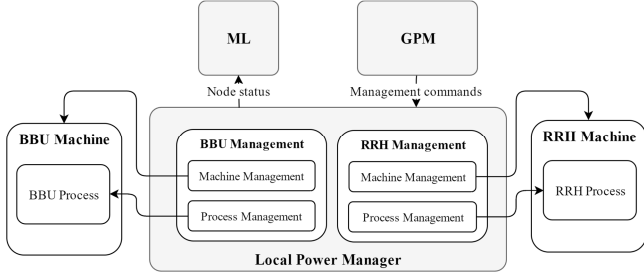 ML
GPM
Node status
Management commands
BBU Machine
BBU Process
BBU Management
Machine Management
Process Management
RRH Management
Machine Management
Process Management
RRII Machine
RRH Process
Local Power Manager